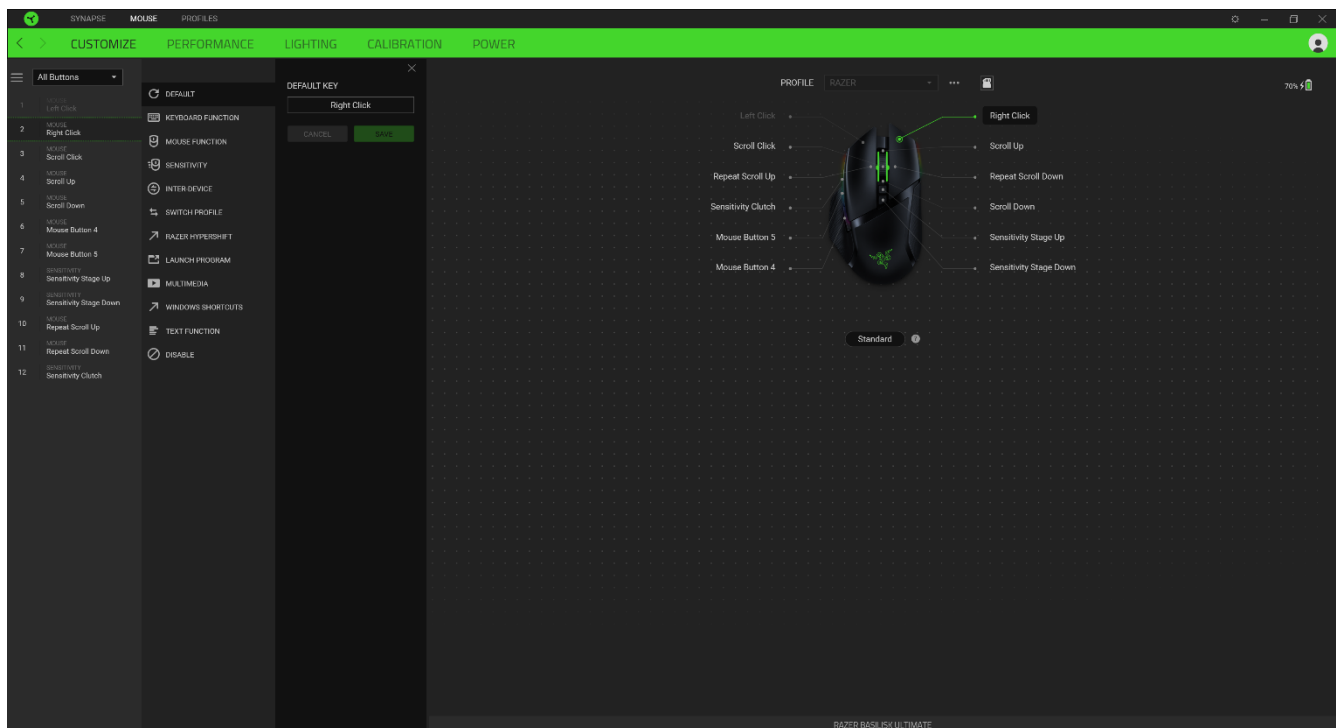 SYNAPSE MOUSE PROFILES
CUSTOMIZE PERFORMANCE LIGHTING CALIBRATION POWER
All Buttons
1 MOUSE
Left Click
2 MOUSE
Right Click
3 MOUSE
Scroll Click
4 MOUSE
Scroll Up
5 MOUSE
Scroll Down
6 MOUSE
Mouse Button 4
7 MOUSE
Mouse Button 5
8 SENSITIVITY
Sensitivity Stage Up
9 SENSITIVITY
Sensitivity Stage Down
10 MOUSE
Repeat Scroll Up
11 MOUSE
Repeat Scroll Down
12 SENSITIVITY
Sensitivity Clutch
DEFAULT
KEYBOARD FUNCTION
MOUSE FUNCTION
SENSITIVITY
INTER-DEVICE
SWITCH PROFILE
RAZER HYPERSHIFT
LAUNCH PROGRAM
MULTIMEDIA
WINDOWS SHORTCUTS
TEXT FUNCTION
DISABLE
DEFAULT KEY
Right Click
CANCEL SAVE
PROFILE RAZER
70%
Left Click
Scroll Click
Repeat Scroll Up
Sensitivity Clutch
Mouse Button 5
Mouse Button 4
Right Click
Scroll Up
Repeat Scroll Down
Scroll Down
Sensitivity Stage Up
Sensitivity Stage Down
Standard
RAZER BASILISK ULTIMATE